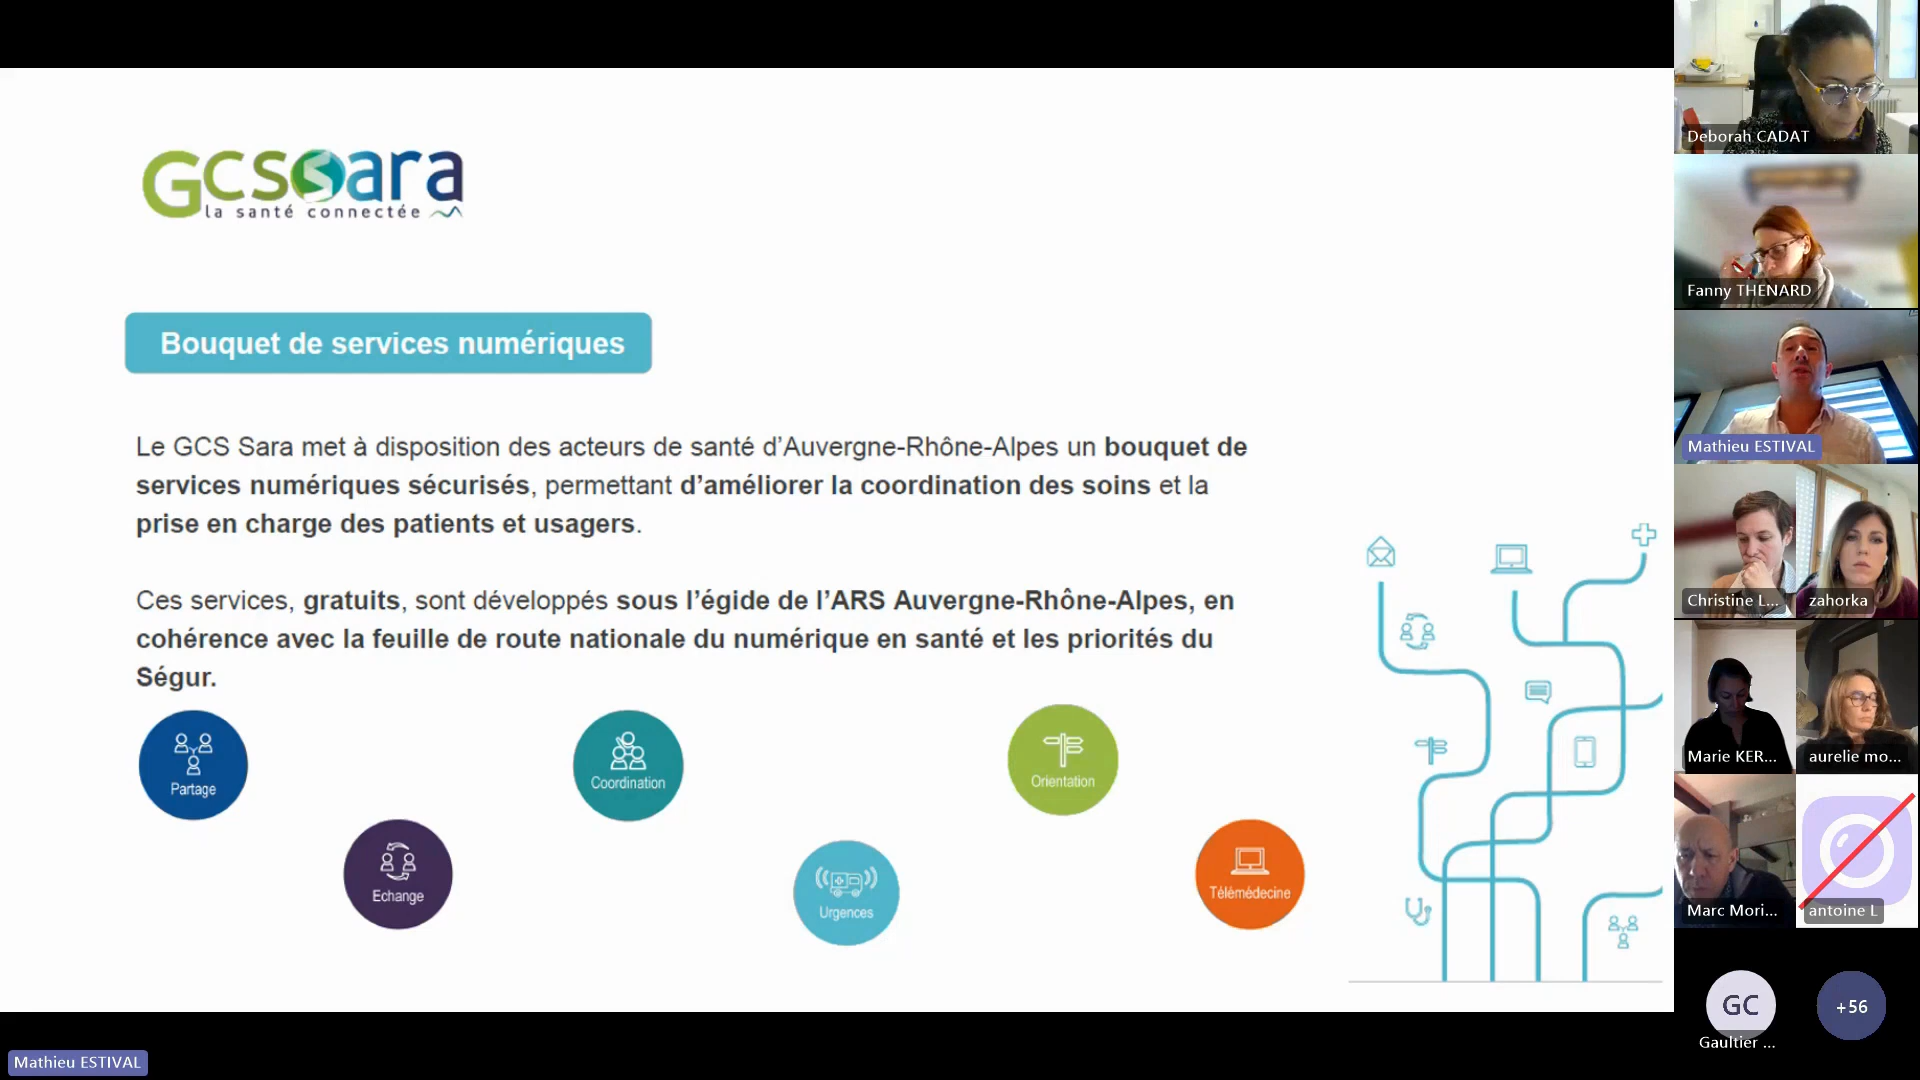 GCSSara
la santé connectée
Bouquet de services numériques
Le GCS Sara met à disposition des acteurs de santé d’Auvergne-Rhône-Alpes un bouquet de
services numériques sécurisés, permettant d’améliorer la coordination des soins et la
prise en charge des patients et usagers.
Ces services, gratuits, sont développés sous l’égide de l’ARS Auvergne-Rhône-Alpes, en
cohérence avec la feuille de route nationale du numérique en santé et les priorités du
Ségur.
Partage
Echange
Coordination
Urgences
Orientation
Télémédecine
Deborah CADAT
Fanny THENARD
Mathieu ESTIVAL
Christine L...
zahorka
Marie KER...
aurelie mo...
Marc Mori...
antoine L
GC
Gaultier ...
+56
Mathieu ESTIVAL